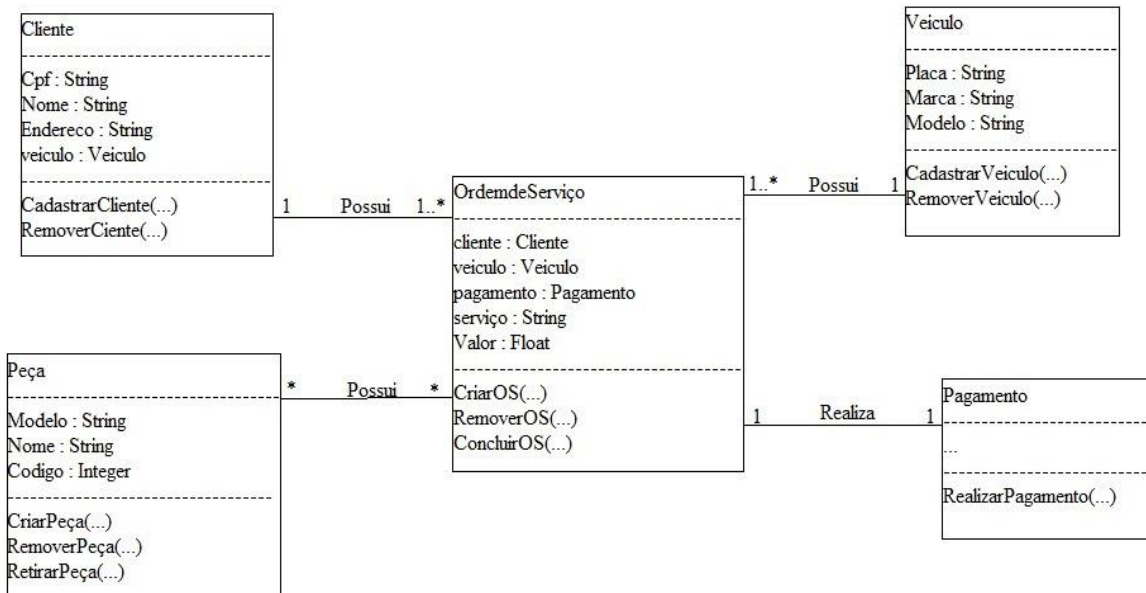 Cliente
Cpf : String
Nome : String
Endereco : String
veiculo : Veiculo
CadastrarCliente(...)
RemoverCiente(...)
1 Possui 1..*
Veiculo
Placa : String
Marca : String
Modelo : String
CadastrarVeiculo(...)
RemoverVeiculo(...)
1..* Possui 1
OrdemdeServiço
cliente : Cliente
veiculo : Veiculo
pagamento : Pagamento
serviço : String
Valor : Float
CriarOS(...)
RemoverOS(...)
ConcluirOS(...)
Peça
Modelo : String
Nome : String
Codigo : Integer
CriarPeça(...)
RemoverPeça(...)
RetirarPeça(...)
* Possui *
1 Realiza 1
Pagamento
...
RealizarPagamento(...)